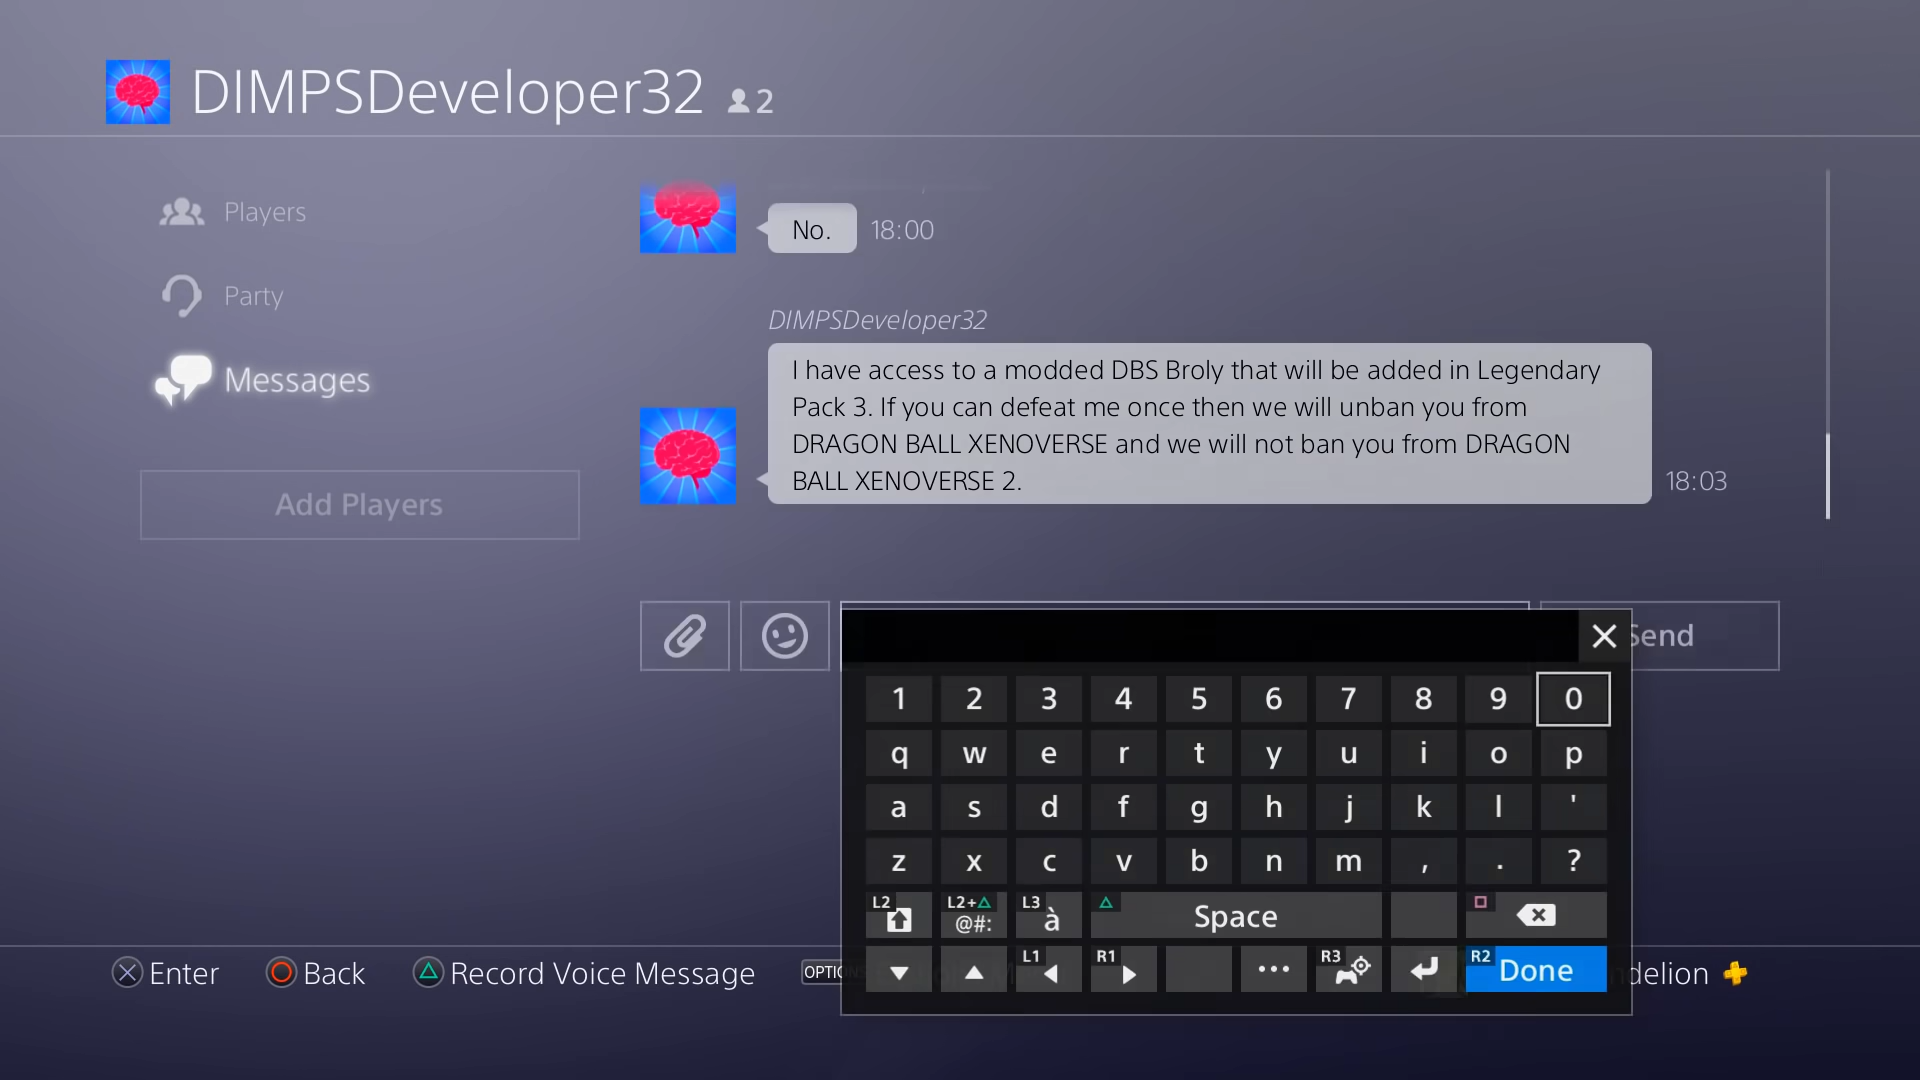 DIMPSDeveloper32 2
Players
Party
Messages
Add Players
No. 18:00
DIMPSDeveloper32
I have access to a modded DBS Broly that will be added in Legendary
Pack 3. If you can defeat me once then we will unban you from
DRAGON BALL XENOVERSE and we will not ban you from DRAGON
BALL XENOVERSE 2.
18:03
Send
1 2 3 4 5 6 7 8 9 0
q w e r t y u i o p
a s d f g h j k l '
z x c v b n m , . ?
L2 L2+△ @#: L3 à △ Space
L1 R1 ... R3 R2 Done
Enter Back Record Voice Message OPTION ndelion